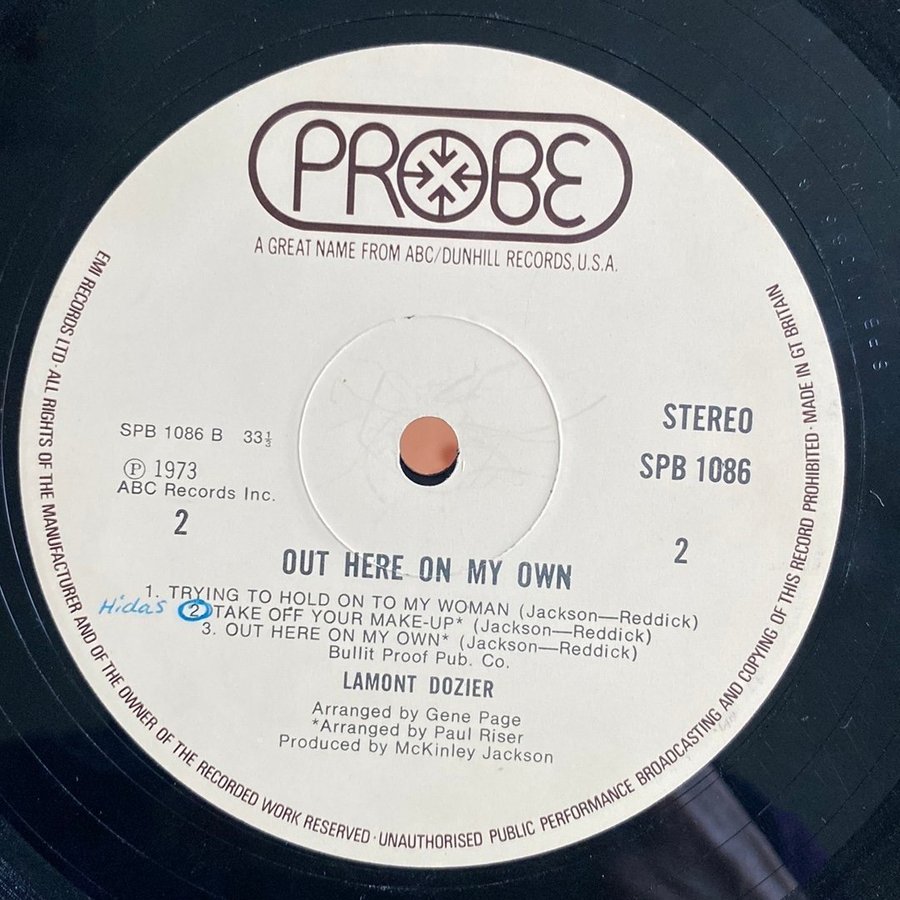 PROBE
A GREAT NAME FROM ABC/DUNHILL RECORDS, U.S.A.
EMI RECORDS LTD · ALL RIGHTS OF THE MANUFACTURER AND OF THE OWNER OF THE RECORDED WORK RESERVED · UNAUTHORISED PUBLIC PERFORMANCE BROADCASTING AND COPYING OF THIS RECORD PROHIBITED · MADE IN GT BRITAIN
STEREO
SPB 1086 B 33⅓
SPB 1086
Ⓟ 1973
ABC Records Inc.
2
2
OUT HERE ON MY OWN
1. TRYING TO HOLD ON TO MY WOMAN (Jackson—Reddick)
Hidas 2 TAKE OFF YOUR MAKE-UP* (Jackson—Reddick)
3. OUT HERE ON MY OWN* (Jackson—Reddick)
Bullit Proof Pub. Co.
LAMONT DOZIER
Arranged by Gene Page
*Arranged by Paul Riser
Produced by McKinley Jackson